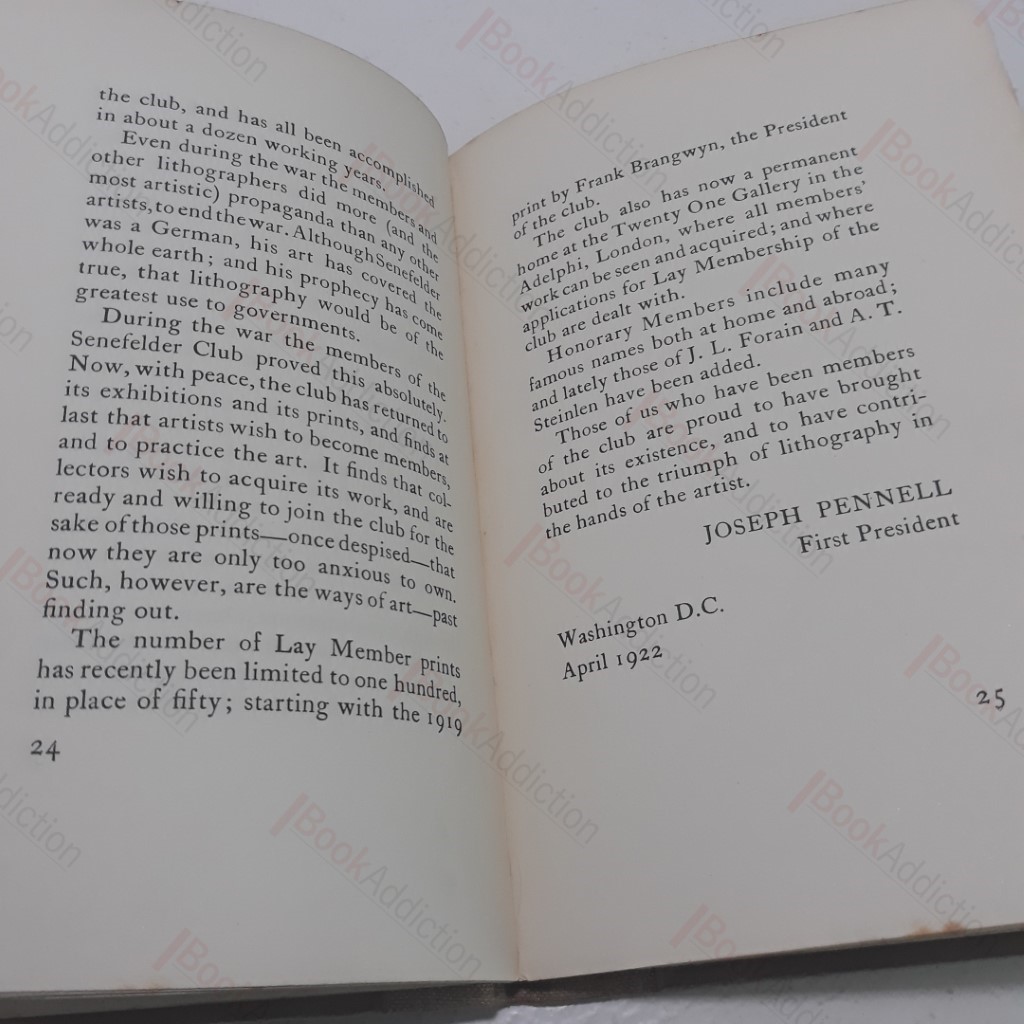 the club, and has all been accomplished
in about a dozen working years.
Even during the war the members and
other lithographers did more (and the
most artistic) propaganda than any other
artists, to end the war. Although Senefelder
was a German, his art has covered the
whole earth; and his prophecy has come
true, that lithography would be of the
greatest use to governments.
During the war the members of the
Senefelder Club proved this absolutely.
Now, with peace, the club has returned to
its exhibitions and its prints, and finds at
last that artists wish to become members,
and to practice the art. It finds that col-
lectors wish to acquire its work, and are
ready and willing to join the club for the
sake of those prints—once despised—that
now they are only too anxious to own.
Such, however, are the ways of art—past
finding out.
The number of Lay Member prints
has recently been limited to one hundred,
in place of fifty; starting with the 1919
24
print by Frank Brangwyn, the President
of the club.
The club also has now a permanent
home at the Twenty One Gallery in the
Adelphi, London, where all members'
work can be seen and acquired; and where
applications for Lay Membership of the
club are dealt with.
Honorary Members include many
famous names both at home and abroad;
and lately those of J. L. Forain and A. T.
Steinlen have been added.
Those of us who have been members
of the club are proud to have brought
about its existence, and to have contri-
buted to the triumph of lithography in
the hands of the artist.
JOSEPH PENNELL
First President
Washington D.C.
April 1922
25
BookAddiction